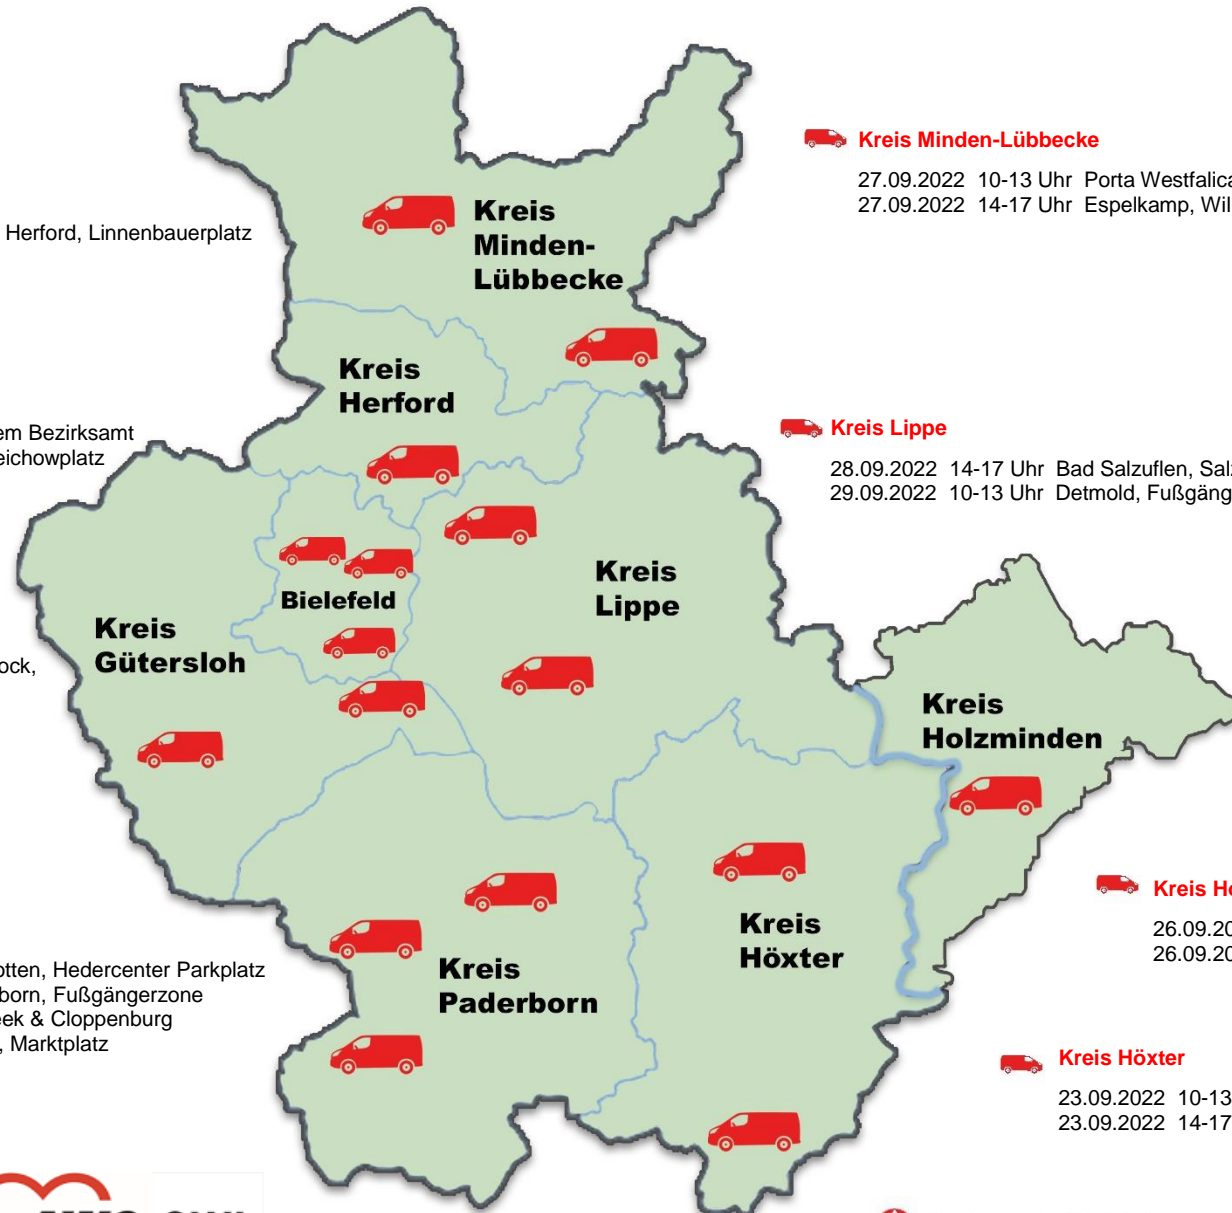 Kreis Minden-Lübbecke
27.09.2022 10-13 Uhr Porta Westfalica
27.09.2022 14-17 Uhr Espelkamp,
Herford, Linnenbauerplatz
Kreis
Minden-
Lübbecke
Kreis
Herford
Bezirksamt
Kreis Lippe
28.09.2022 14-17 Uhr Bad Salzuflen,
29.09.2022 10-13 Uhr Detmold,
Kreis
Lippe
Bielefeld
Kreis
Gütersloh
Kreis
Holzminden
Kreis
26.09.20
26.09.20
Kreis
Höxter
Hedercenter Parkplatz
Fußgängerzone
& Cloppenburg
, Marktplatz
Kreis
Paderborn
Kreis Höxter
23.09.2022 10-13
23.09.2022 14-17